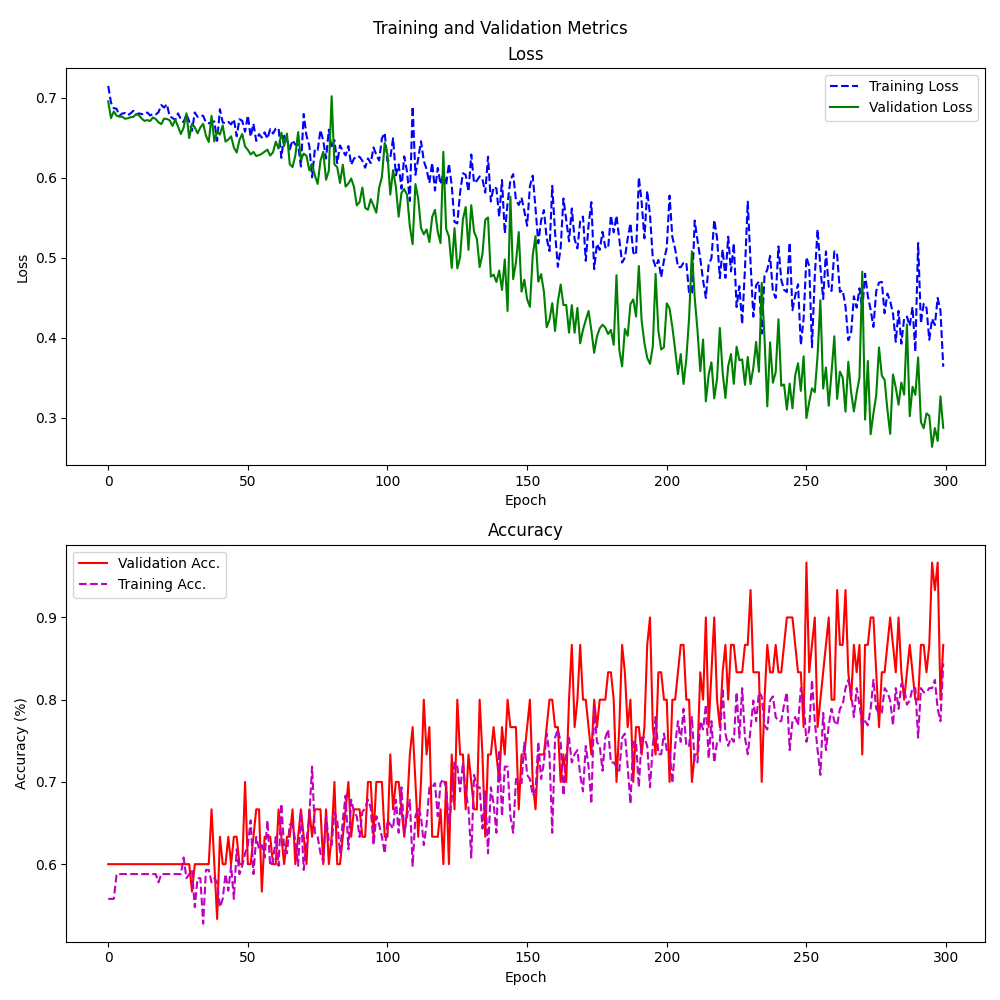 Training and Validation Metrics
Loss
Training Loss
Validation Loss
0.7
0.6
0.5
0.4
0.3
Loss
0
50
100
150
200
250
300
Epoch
Accuracy
Validation Acc.
Training Acc.
0.9
0.8
0.7
0.6
Accuracy (%)
0
50
100
150
200
250
300
Epoch